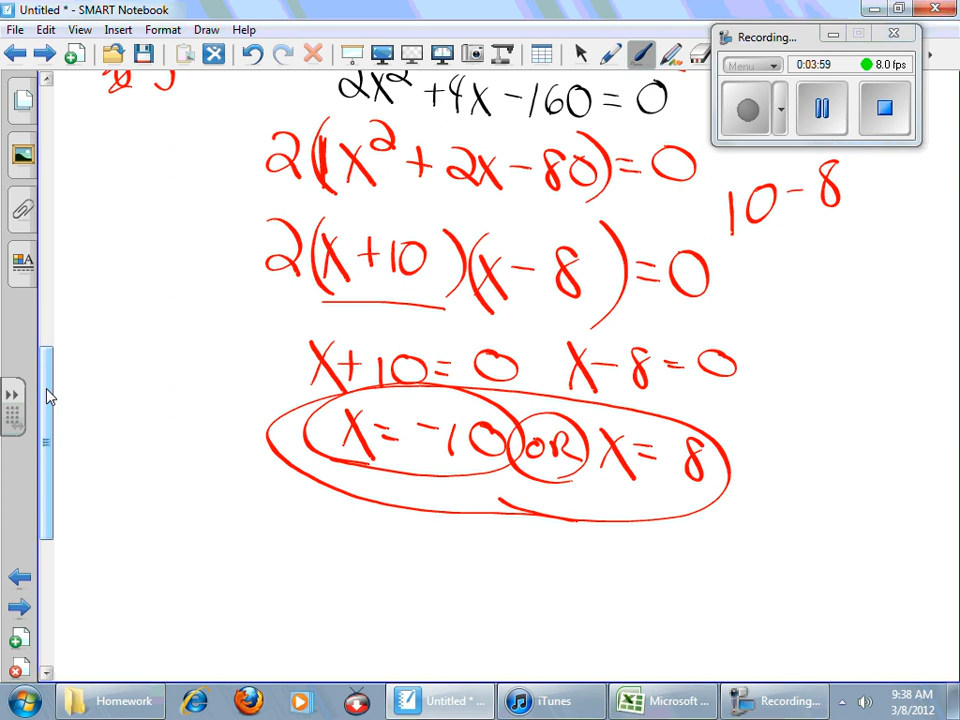 Untitled * - SMART Notebook
File Edit View Insert Format Draw Help
Recording...
Menu
0:03:59
8.0 fps
2x² + 4x - 160 = 0
2(1x² + 2x - 80) = 0
10 - 8
2(x + 10)(x - 8) = 0
x + 10 = 0 x - 8 = 0
x = -10 OR x = 8
Homework
Untitled * ...
iTunes
Microsoft ...
Recording...
9:38 AM
3/8/2012